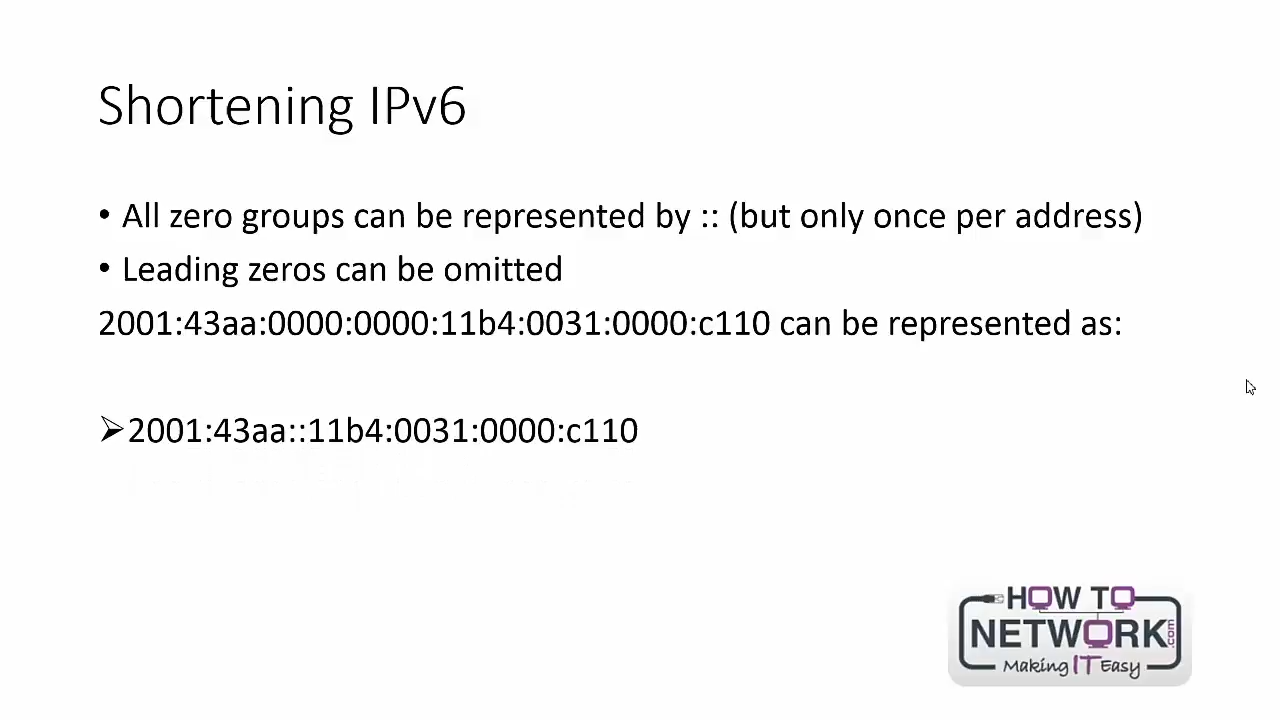 Shortening IPv6
• All zero groups can be represented by :: (but only once per address)
• Leading zeros can be omitted
2001:43aa:0000:0000:11b4:0031:0000:c110 can be represented as:
➢2001:43aa::11b4:0031:0000:c110
HOW TO
NETWORK.com
Making IT Easy